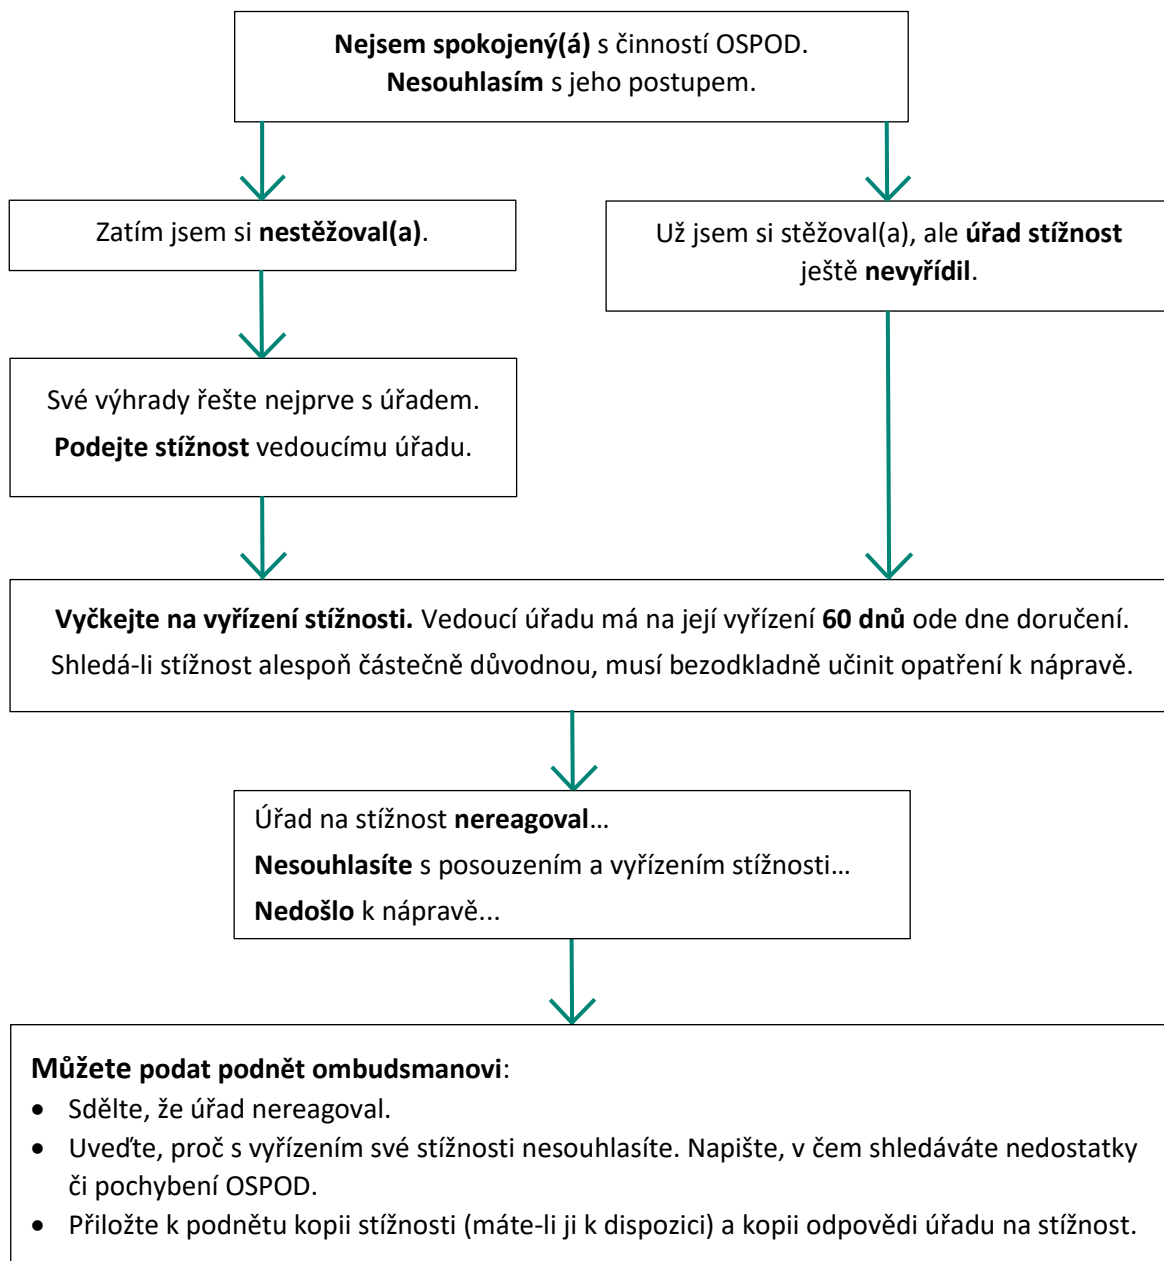 Nejsem spokojený(á) s činností OSPOD.
Nesouhlasím s jeho postupem.
Zatím jsem si nestěžoval(a).
Už jsem si stěžoval(a), ale úřad stížnost
ještě nevyřídil.
Své výhrady řešte nejprve s úřadem.
Podejte stížnost vedoucímu úřadu.
Vyčkejte na vyřízení stížnosti. Vedoucí úřadu má na její vyřízení 60 dnů ode dne doručení.
Shledá-li stížnost alespoň částečně důvodnou, musí bezodkladně učinit opatření k nápravě.
Úřad na stížnost nereagoval…
Nesouhlasíte s posouzením a vyřízením stížnosti…
Nedošlo k nápravě...
Můžete podat podnět ombudsmanovi:
• Sdělte, že úřad nereagoval.
• Uveďte, proč s vyřízením své stížnosti nesouhlasíte. Napište, v čem shledáváte nedostatky
či pochybení OSPOD.
• Přiložte k podnětu kopii stížnosti (máte-li ji k dispozici) a kopii odpovědi úřadu na stížnost.